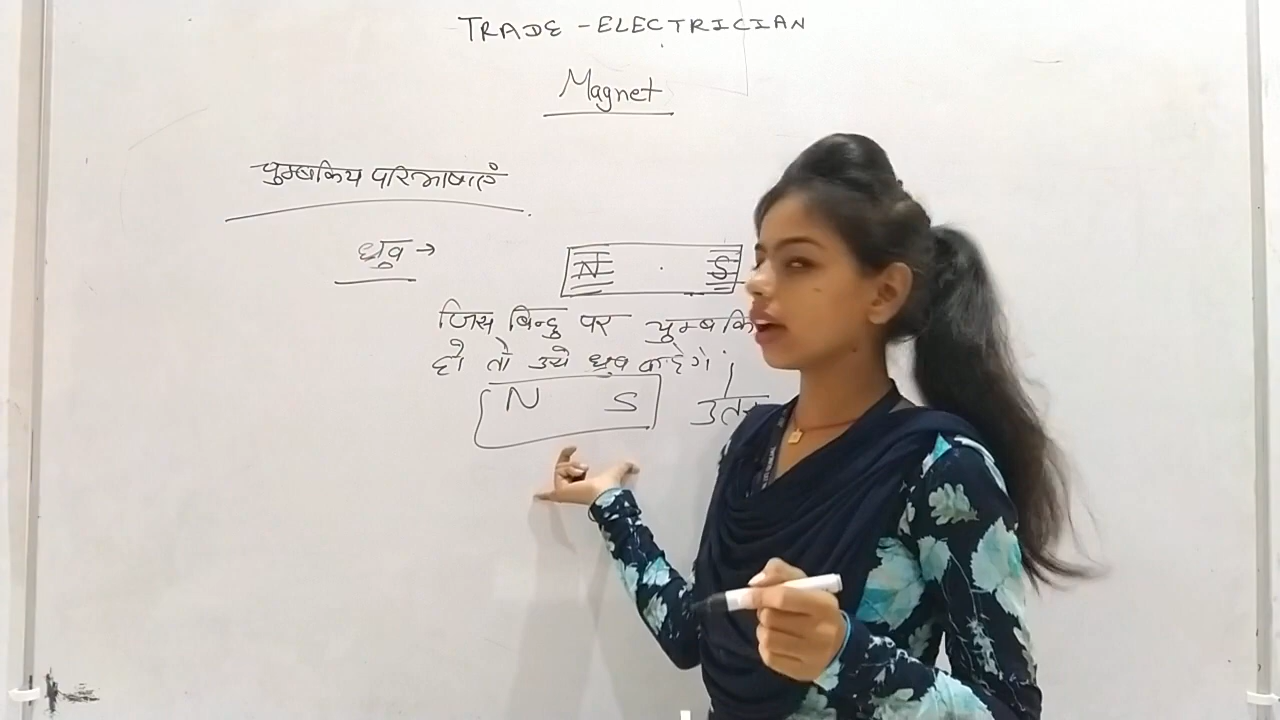 TRADE - ELECTRICIAN
Magnet
चुम्बकिय परिभाषाएं
ध्रुव →
N S
जिस बिन्दु पर चुम्बकि
हो तो उसे ध्रुव कहेगे
N S